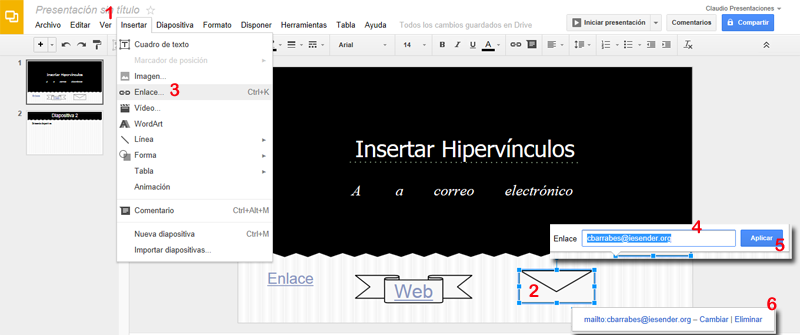 Presentación sin título
Claudio Presentaciones
1
Archivo Editar Ver Insertar Diapositiva Formato Disponer Herramientas Tabla Ayuda Todos los cambios guardados en Drive
Iniciar presentación Comentarios Compartir
Cuadro de texto
Marcador de posición
Imagen...
Enlace... Ctrl+K
3
Vídeo...
WordArt
Línea
Forma
Tabla
Animación
Comentario Ctrl+Alt+M
Nueva diapositiva Ctrl+M
Importar diapositivas...
Arial 14 B I U A
1
Insertar Hipervínculos
2
Diapositiva 2
Insertar Hipervínculos
A a correo electrónico
4
Enlace cbarrabes@iesender.org Aplicar
5
Enlace
Web
2
6
mailto:cbarrabes@iesender.org – Cambiar | Eliminar